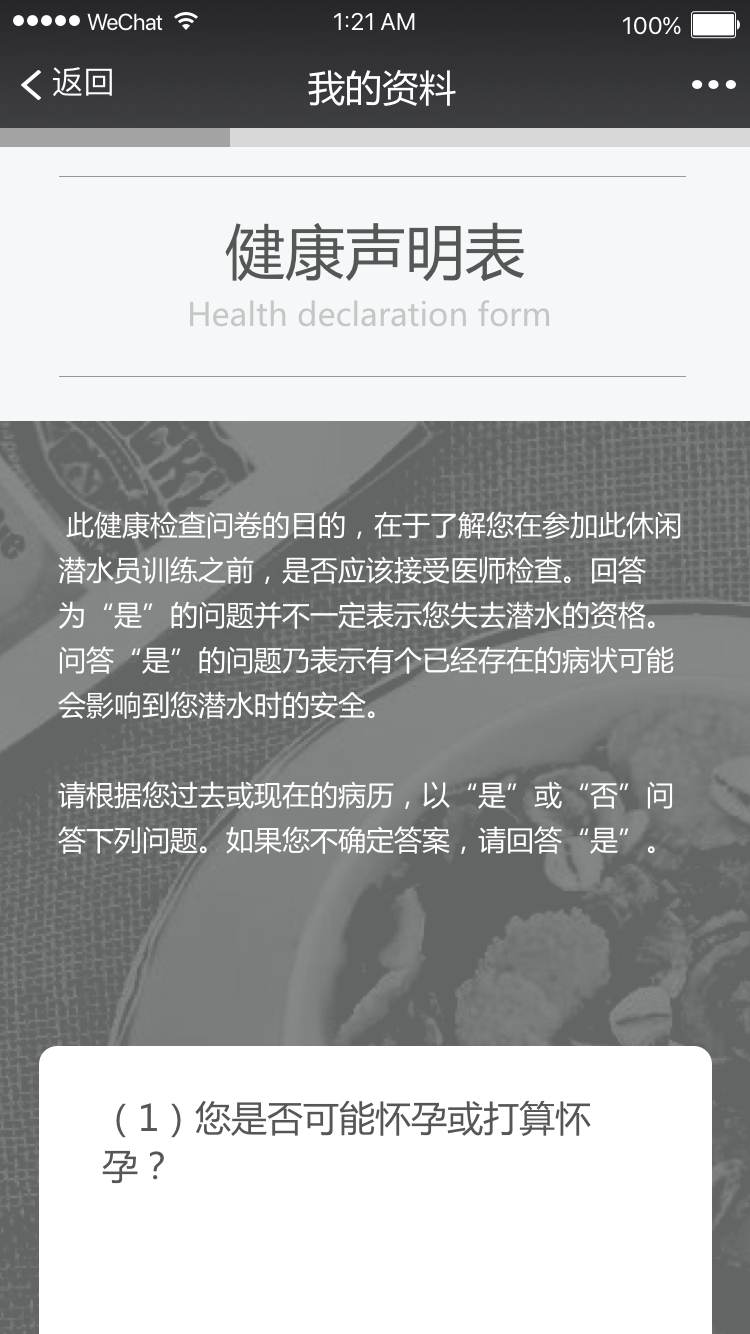 WeChat 1:21 AM 100%
返回 我的资料
健康声明表
Health declaration form
此健康检查问卷的目的，在于了解您在参加此休闲
潜水员训练之前，是否应该接受医师检查。回答
为“是”的问题并不一定表示您失去潜水的资格。
问答“是”的问题乃表示有个已经存在的病状可能
会影响到您潜水时的安全。
请根据您过去或现在的病历，以“是”或“否”问
答下列问题。如果您不确定答案，请回答“是”。
（1）您是否可能怀孕或打算怀
孕？